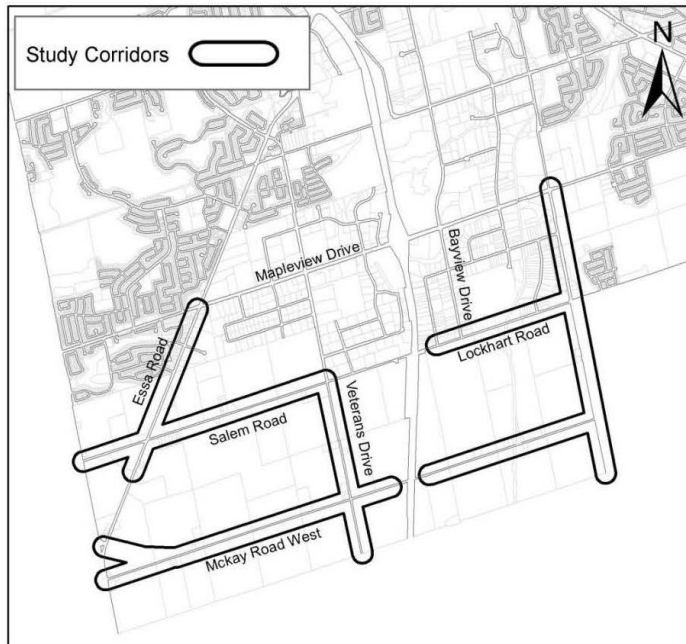 Study Corridors
N
Mapleview Drive
Bayview Drive
Essa Road
Lockhart Road
Salem Road
Veterans Drive
Mckay Road West